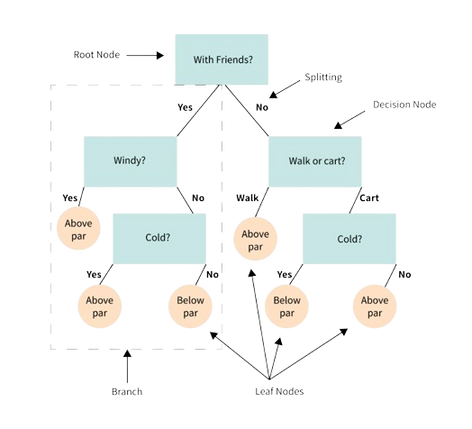 With Friends?
Root Node
Splitting
Yes
No
Decision Node
Windy?
Walk or cart?
Yes
No
Walk
Cart
Above
par
Cold?
Above
par
Cold?
Yes
No
Yes
No
Above
par
Below
par
Below
par
Above
par
Branch
Leaf Nodes